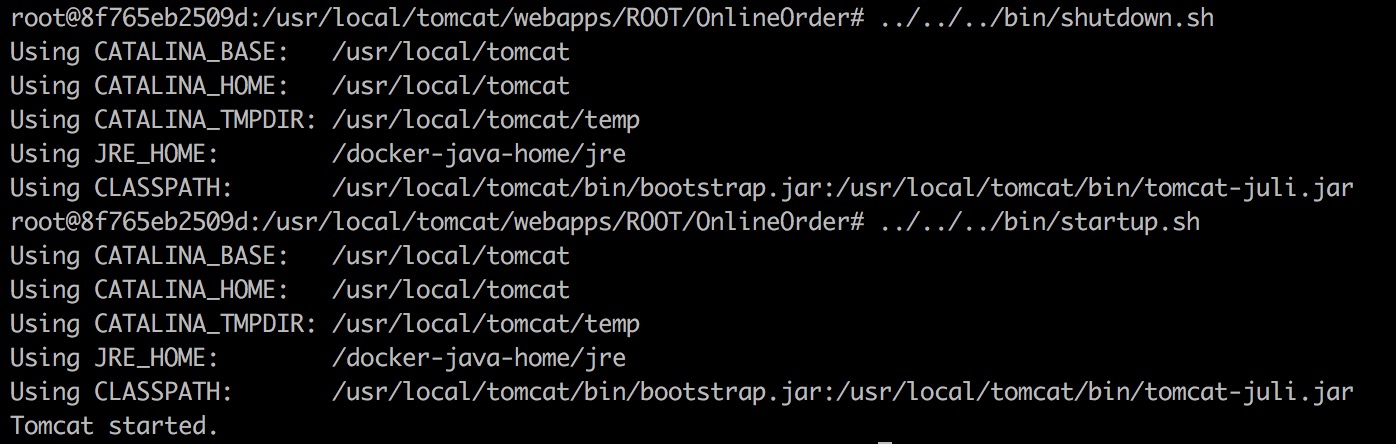 root@8f765eb2509d:/usr/local/tomcat/webapps/ROOT/OnlineOrder# ../../../bin/shutdown.sh
Using CATALINA_BASE:   /usr/local/tomcat
Using CATALINA_HOME:   /usr/local/tomcat
Using CATALINA_TMPDIR: /usr/local/tomcat/temp
Using JRE_HOME:        /docker-java-home/jre
Using CLASSPATH:       /usr/local/tomcat/bin/bootstrap.jar:/usr/local/tomcat/bin/tomcat-juli.jar
root@8f765eb2509d:/usr/local/tomcat/webapps/ROOT/OnlineOrder# ../../../bin/startup.sh
Using CATALINA_BASE:   /usr/local/tomcat
Using CATALINA_HOME:   /usr/local/tomcat
Using CATALINA_TMPDIR: /usr/local/tomcat/temp
Using JRE_HOME:        /docker-java-home/jre
Using CLASSPATH:       /usr/local/tomcat/bin/bootstrap.jar:/usr/local/tomcat/bin/tomcat-juli.jar
Tomcat started.